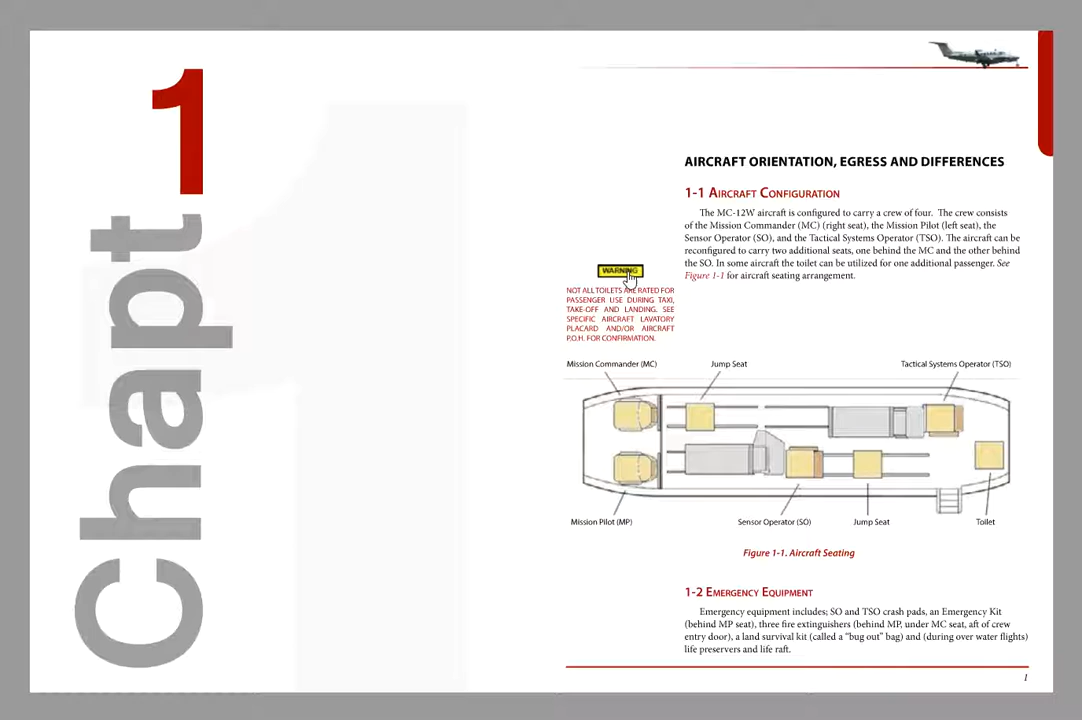 Chapt
1
AIRCRAFT ORIENTATION, EGRESS AND DIFFERENCES
1-1 AIRCRAFT CONFIGURATION
The MC-12W aircraft is configured to carry a crew of four. The crew consists
of the Mission Commander (MC) (right seat), the Mission Pilot (left seat), the
Sensor Operator (SO), and the Tactical Systems Operator (TSO). The aircraft can be
reconfigured to carry two additional seats, one behind the MC and the other behind
the SO. In some aircraft the toilet can be utilized for one additional passenger. See
Figure 1-1 for aircraft seating arrangement.
WARNING
NOT ALL TOILETS ARE RATED FOR
PASSENGER USE DURING TAXI,
TAKE-OFF AND LANDING. SEE
SPECIFIC AIRCRAFT LAVATORY
PLACARD AND/OR AIRCRAFT
P.O.H. FOR CONFIRMATION.
Mission Commander (MC)
Jump Seat
Tactical Systems Operator (TSO)
Mission Pilot (MP)
Sensor Operator (SO)
Jump Seat
Toilet
Figure 1-1. Aircraft Seating
1-2 EMERGENCY EQUIPMENT
Emergency equipment includes; SO and TSO crash pads, an Emergency Kit
(behind MP seat), three fire extinguishers (behind MP, under MC seat, aft of crew
entry door), a land survival kit (called a “bug out” bag) and (during over water flights)
life preservers and life raft.
1